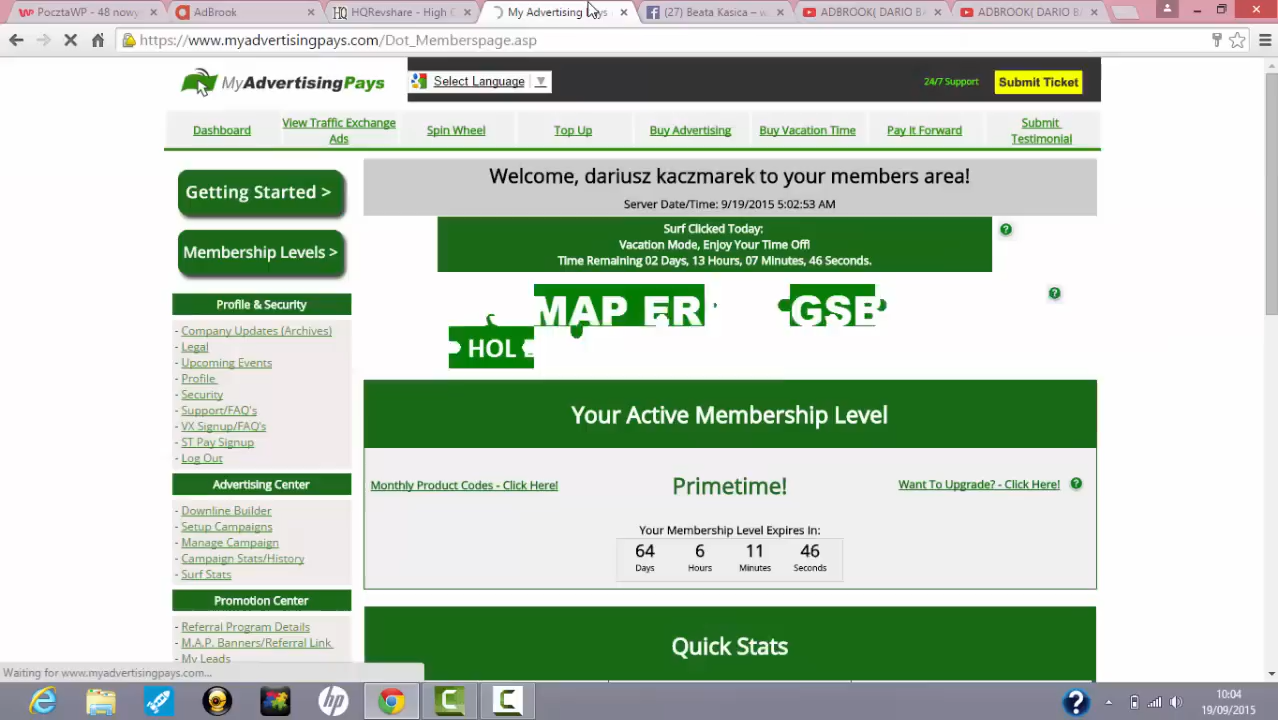 PocztaWP - 48 nowy
AdBrook
HQRevshare - High
My Advertising Pays
(27) Beata Kasica – wy
ADBROOK( DARIO B
ADBROOK( DARIO BA
https://www.myadvertisingpays.com/Dot_Memberspage.asp
MyAdvertisingPays
Select Language
24/7 Support
Submit Ticket
Dashboard
View Traffic Exchange
Ads
Spin Wheel
Top Up
Buy Advertising
Buy Vacation Time
Pay It Forward
Submit
Testimonial
Getting Started >
Membership Levels >
Welcome, dariusz kaczmarek to your members area!
Server Date/Time: 9/19/2015 5:02:53 AM
Surf Clicked Today:
Vacation Mode, Enjoy Your Time Off!
Time Remaining 02 Days, 13 Hours, 07 Minutes, 46 Seconds.
MAP ER GSB
HOL
Profile & Security
- Company Updates (Archives)
- Legal
- Upcoming Events
- Profile
- Security
- Support/FAQ's
- VX Signup/FAQ's
- ST Pay Signup
- Log Out
Your Active Membership Level
Monthly Product Codes - Click Here!
Primetime!
Want To Upgrade? - Click Here!
Your Membership Level Expires In:
64 6 11 46
Days Hours Minutes Seconds
Advertising Center
- Downline Builder
- Setup Campaigns
- Manage Campaign
- Campaign Stats/History
- Surf Stats
Promotion Center
- Referral Program Details
- M.A.P. Banners/Referral Link
- My Leads
Quick Stats
Waiting for www.myadvertisingpays.com...
10:04
19/09/2015